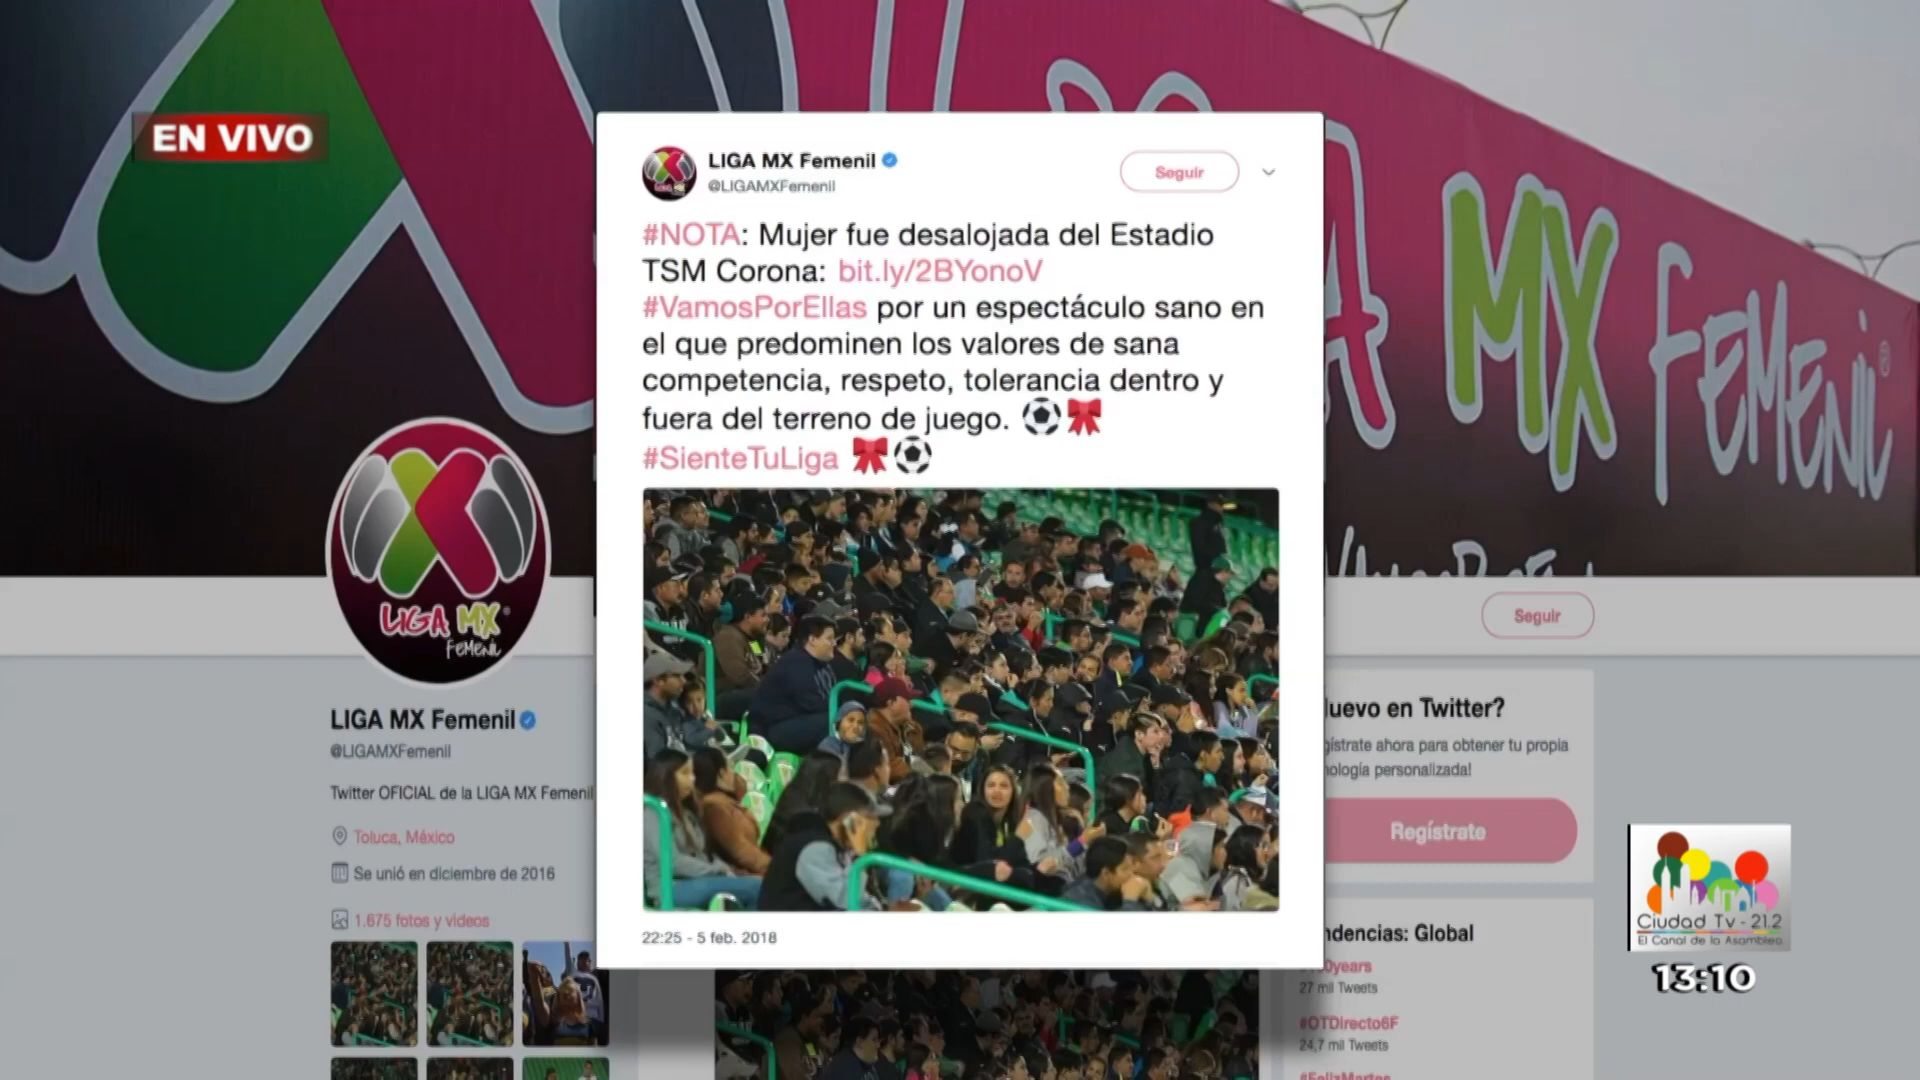 EN VIVO
LIGA MX Femenil
@LIGAMXFemenil
Seguir
#NOTA: Mujer fue desalojada del Estadio
TSM Corona: bit.ly/2BYonoV
#VamosPorEllas por un espectáculo sano en
el que predominen los valores de sana
competencia, respeto, tolerancia dentro y
fuera del terreno de juego.
#SienteTuLiga
22:25 - 5 feb. 2018
MX FEMENIL
LIGA MX
FEMENIL
LIGA MX Femenil
@LIGAMXFemenil
Twitter OFICIAL de la LIGA MX Femenil
Toluca, México
Se unió en diciembre de 2016
1.675 fotos y videos
Seguir
luevo en Twitter?
gístrate ahora para obtener tu propia
nología personalizada!
Regístrate
ndencias: Global
0years
27 mil Tweets
#OTDirecto6F
24,7 mil Tweets
#FelizMartes
Ciudad Tv - 21.2
El Canal de la Asamblea
13:10